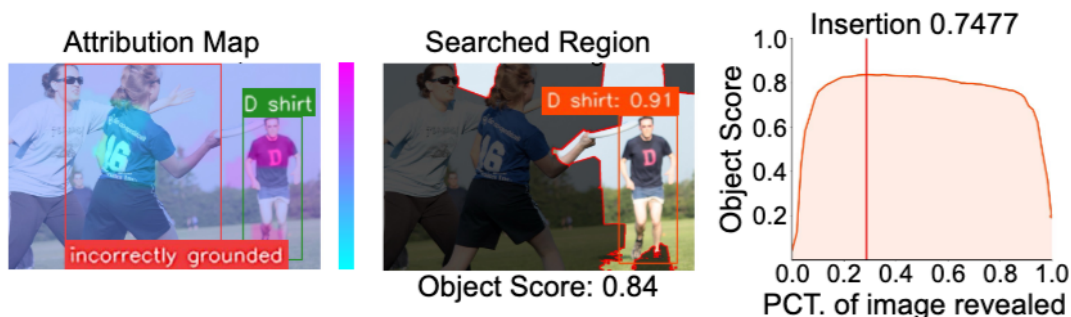 Attribution Map
D shirt
16
D
incorrectly grounded
Searched Region
D shirt: 0.91
16
D
Object Score: 0.84
Insertion 0.7477
Object Score
1.0
0.8
0.6
0.4
0.2
0.0 0.2 0.4 0.6 0.8 1.0
PCT. of image revealed